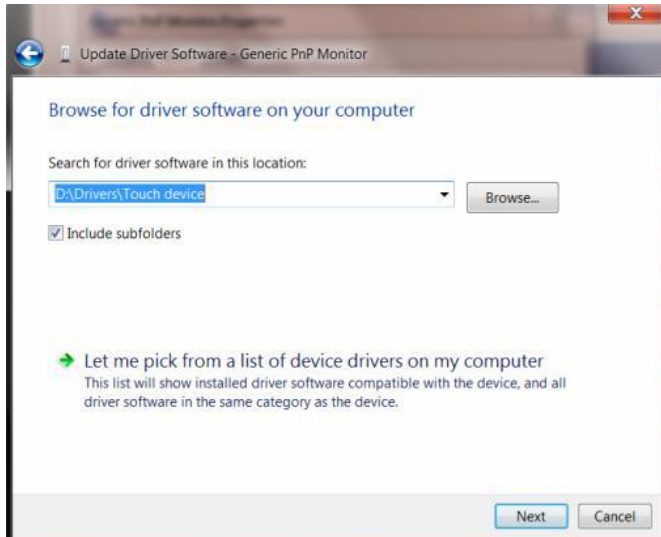 Update Driver Software - Generic PnP Monitor
Browse for driver software on your computer
Search for driver software in this location:
D:\Drivers\Touch device
Browse...
Include subfolders
Let me pick from a list of device drivers on my computer
This list will show installed driver software compatible with the device, and all
driver software in the same category as the device.
Next
Cancel